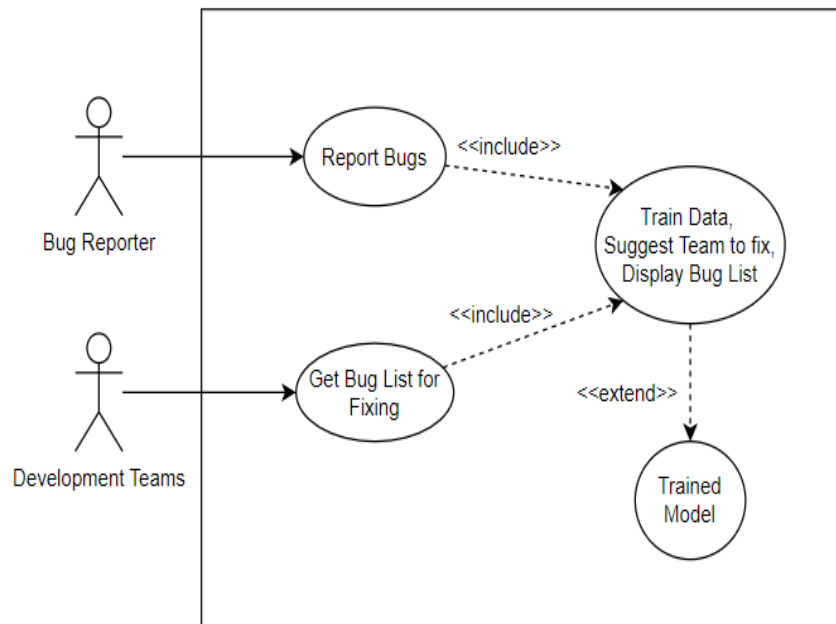 Report Bugs
<<include>>
Bug Reporter
Train Data,
Suggest Team to fix,
Display Bug List
<<include>>
Get Bug List for
Fixing
<<extend>>
Development Teams
Trained
Model